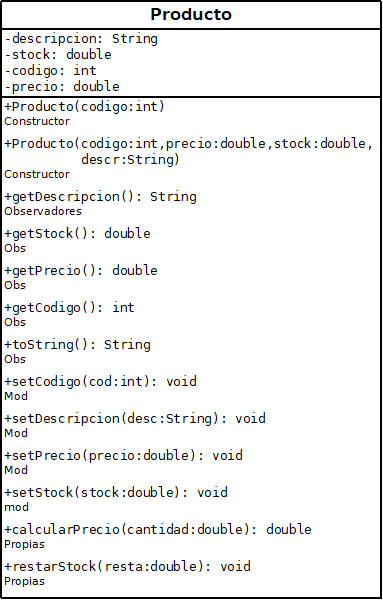 Producto
-descripcion: String
-stock: double
-codigo: int
-precio: double
+Producto(codigo:int)
Constructor
+Producto(codigo:int,precio:double,stock:double,
descr:String)
Constructor
+getDescripcion(): String
Observadores
+getStock(): double
Obs
+getPrecio(): double
Obs
+getCodigo(): int
Obs
+toString(): String
Obs
+setCodigo(cod:int): void
Mod
+setDescripcion(desc:String): void
Mod
+setPrecio(precio:double): void
Mod
+setStock(stock:double): void
mod
+calcularPrecio(cantidad:double): double
Propias
+restarStock(resta:double): void
Propias